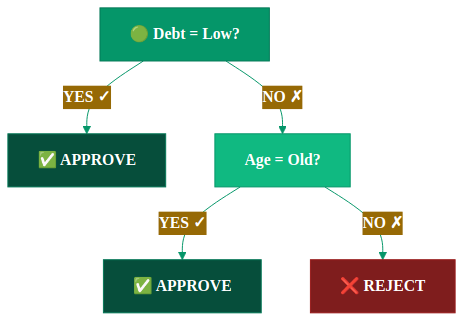 🟢 Debt = Low?
YES ✓
NO ✗
✅ APPROVE
Age = Old?
YES ✓
NO ✗
✅ APPROVE
❌ REJECT